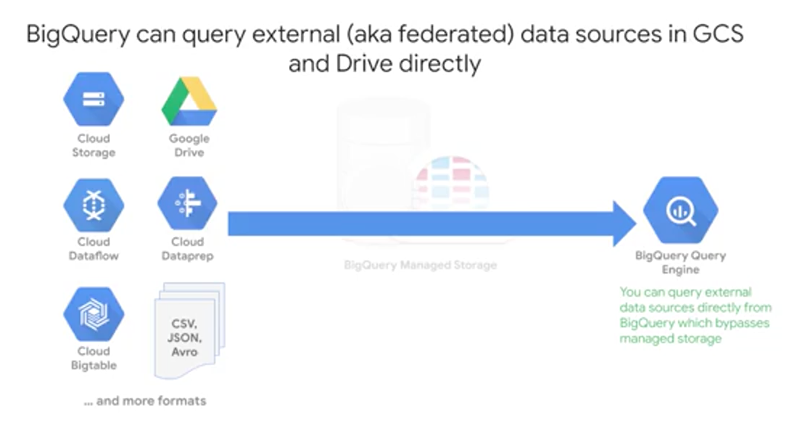 BigQuery can query external (aka federated) data sources in GCS
and Drive directly
Cloud
Storage
Google
Drive
Cloud
Dataflow
Cloud
Dataprep
BigQuery Managed Storage
BigQuery Query
Engine
You can query external
data sources directly from
BigQuery which bypasses
managed storage
Cloud
Bigtable
CSV,
JSON,
Avro
... and more formats